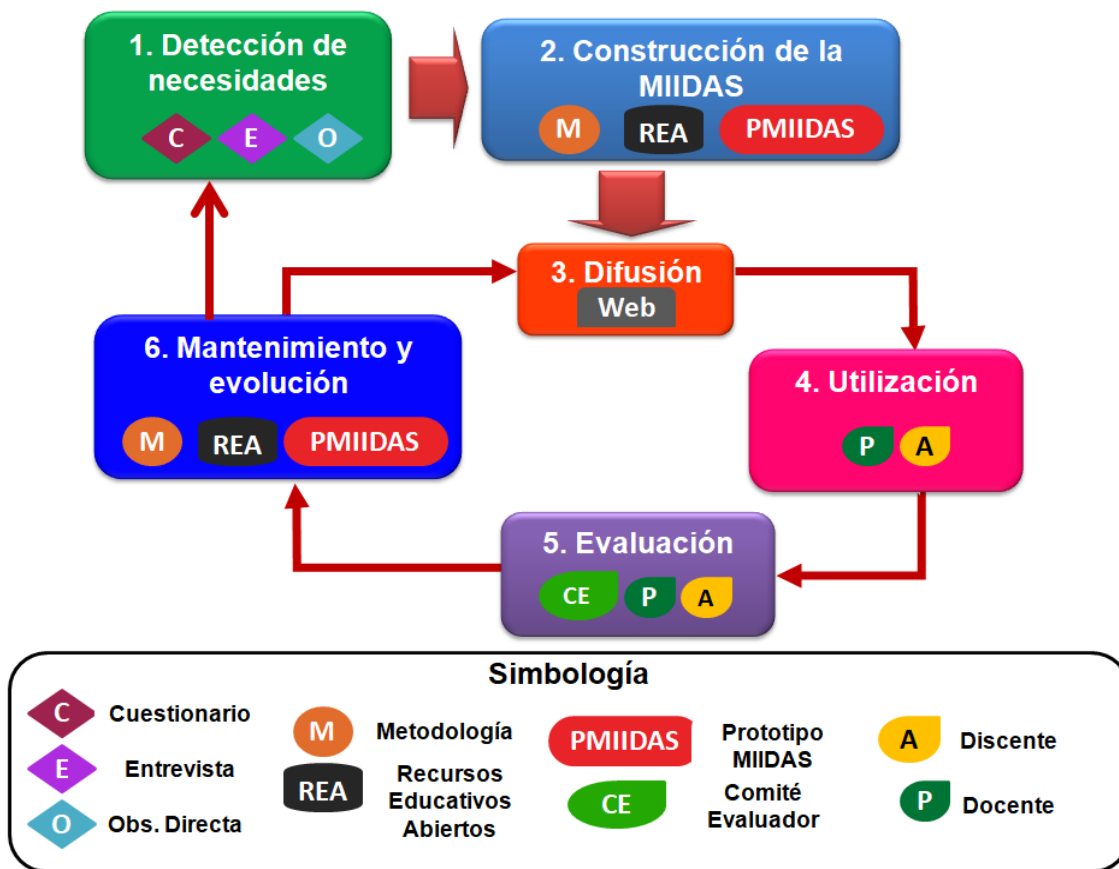 1. Detección de
necesidades
C E O
2. Construcción de la
MIIDAS
M REA PMIIDAS
3. Difusión
Web
4. Utilización
P A
5. Evaluación
CE P A
6. Mantenimiento y
evolución
M REA PMIIDAS
Simbología
C Cuestionario
E Entrevista
O Obs. Directa
M Metodología
REA Recursos
Educativos
Abiertos
PMIIDAS Prototipo
MIIDAS
CE Comité
Evaluador
A Discente
P Docente